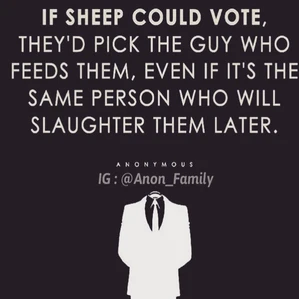 IF SHEEP COULD VOTE,
THEY'D PICK THE GUY WHO
FEEDS THEM, EVEN IF IT'S THE
SAME PERSON WHO WILL
SLAUGHTER THEM LATER.
ANONYMOUS
IG : @Anon_Family